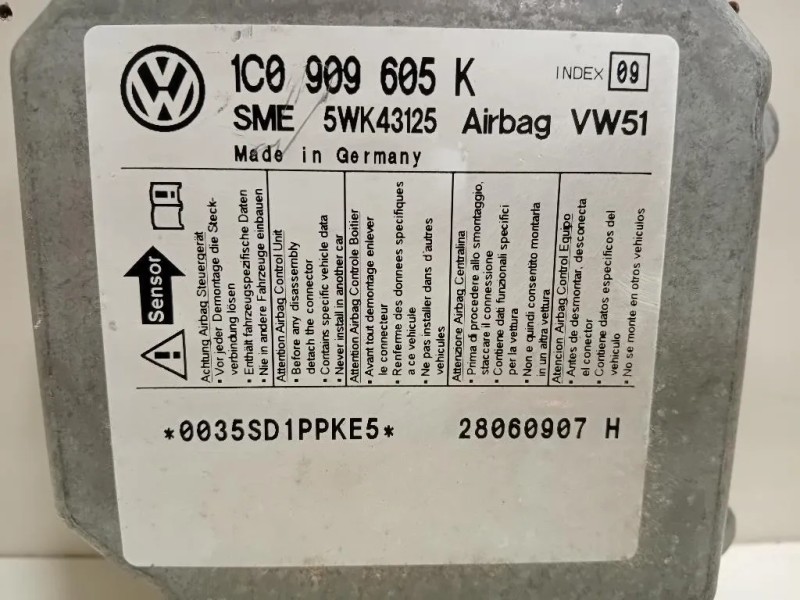 1C0 909 605 K INDEX 09
SME 5WK43125 Airbag VW51
Made in Germany
Sensor
Achtung Airbag Steuergerät
• Vor jeder Demontage die Steck-
verbindung lösen
• Enthält fahrzeugspezifische Daten
• Nie in andere Fahrzeuge einbauen
Attention Airbag Control Unit
• Before any disassembly
detach the connector
• Contains specific vehicle data
• Never install in another car
Attention Airbag Controle Boitier
• Avant tout demontage enlever
le connecteur
• Renferme des donnees specifiques
a ce vehicule
• Ne pas installer dans d'autres
vehicules
Attenzione Airbag Centralina
• Prima di procedere allo smontaggio,
staccare il connessione
• Contiene dati funzionali specifici
per la vettura
• Non e quindi consentito montarla
in un altra vettura
Atencion Airbag Control Equipo
• Antes de desmontar, desconecta
el conector
• Contiene datos especificos del
vehiculo
• No se monte en otros vehiculos
*0035SD1PPKE5* 28060907 H